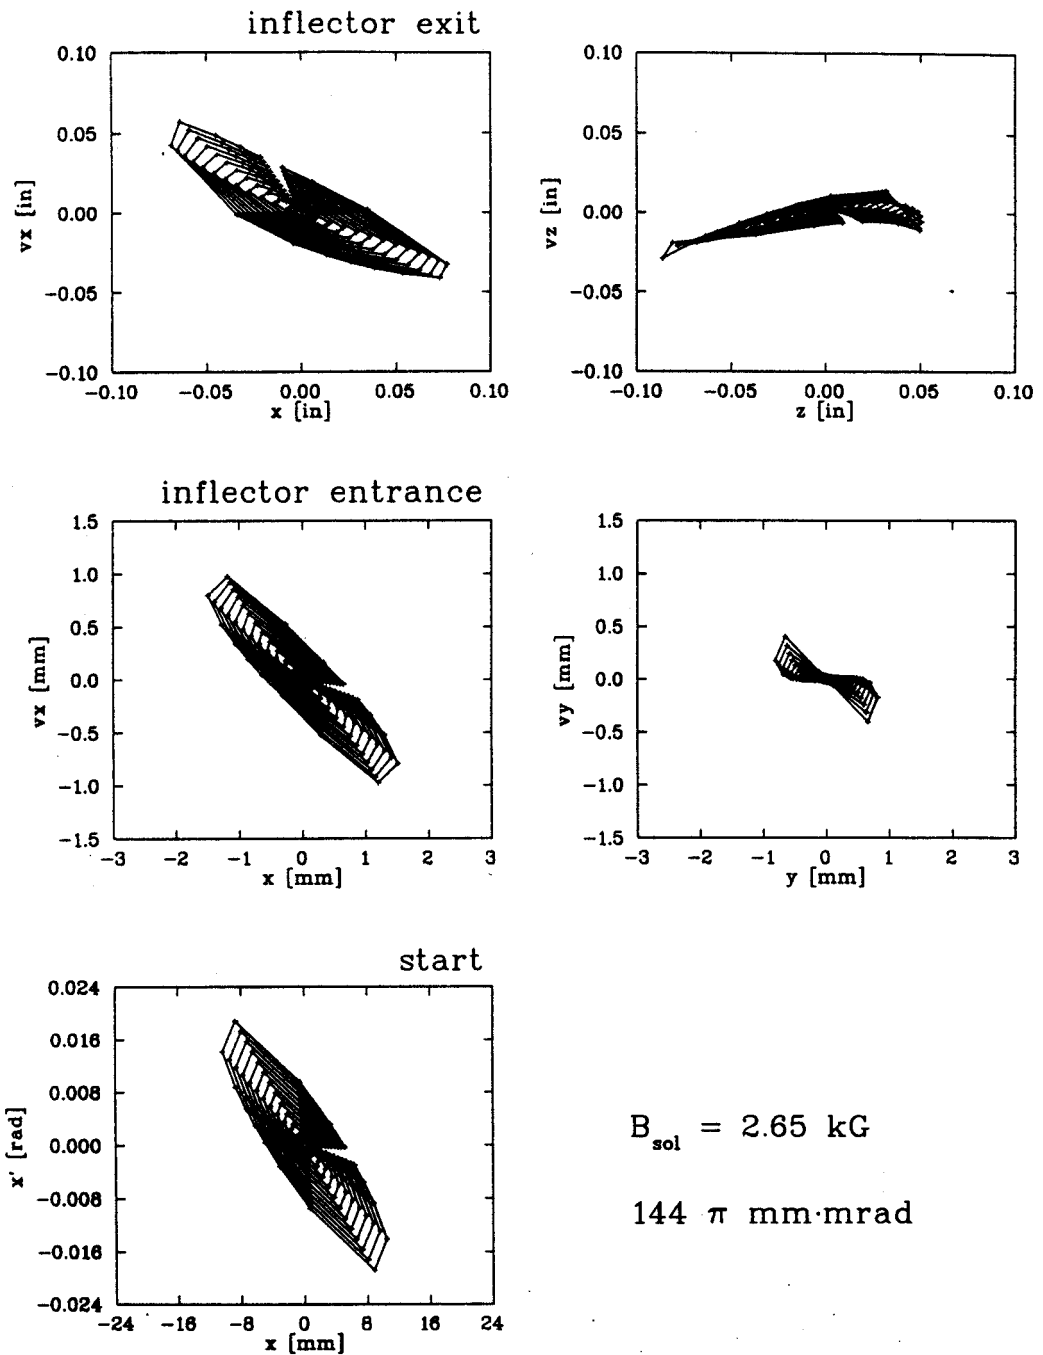 inflector exit
0.10
0.05
0.00
-0.05
-0.10
vx [in]
-0.10 -0.05 0.00 0.05 0.10
x [in]
0.10
0.05
0.00
-0.05
-0.10
vz [in]
-0.10 -0.05 0.00 0.05 0.10
z [in]
inflector entrance
1.5
1.0
0.5
0.0
-0.5
-1.0
-1.5
vx [mm]
-3 -2 -1 0 1 2 3
x [mm]
1.5
1.0
0.5
0.0
-0.5
-1.0
-1.5
vy [mm]
-3 -2 -1 0 1 2 3
y [mm]
start
0.024
0.016
0.008
0.000
-0.008
-0.016
-0.024
x' [rad]
-24 -16 -8 0 8 16 24
x [mm]
B_sol = 2.65 kG
144 π mm·mrad